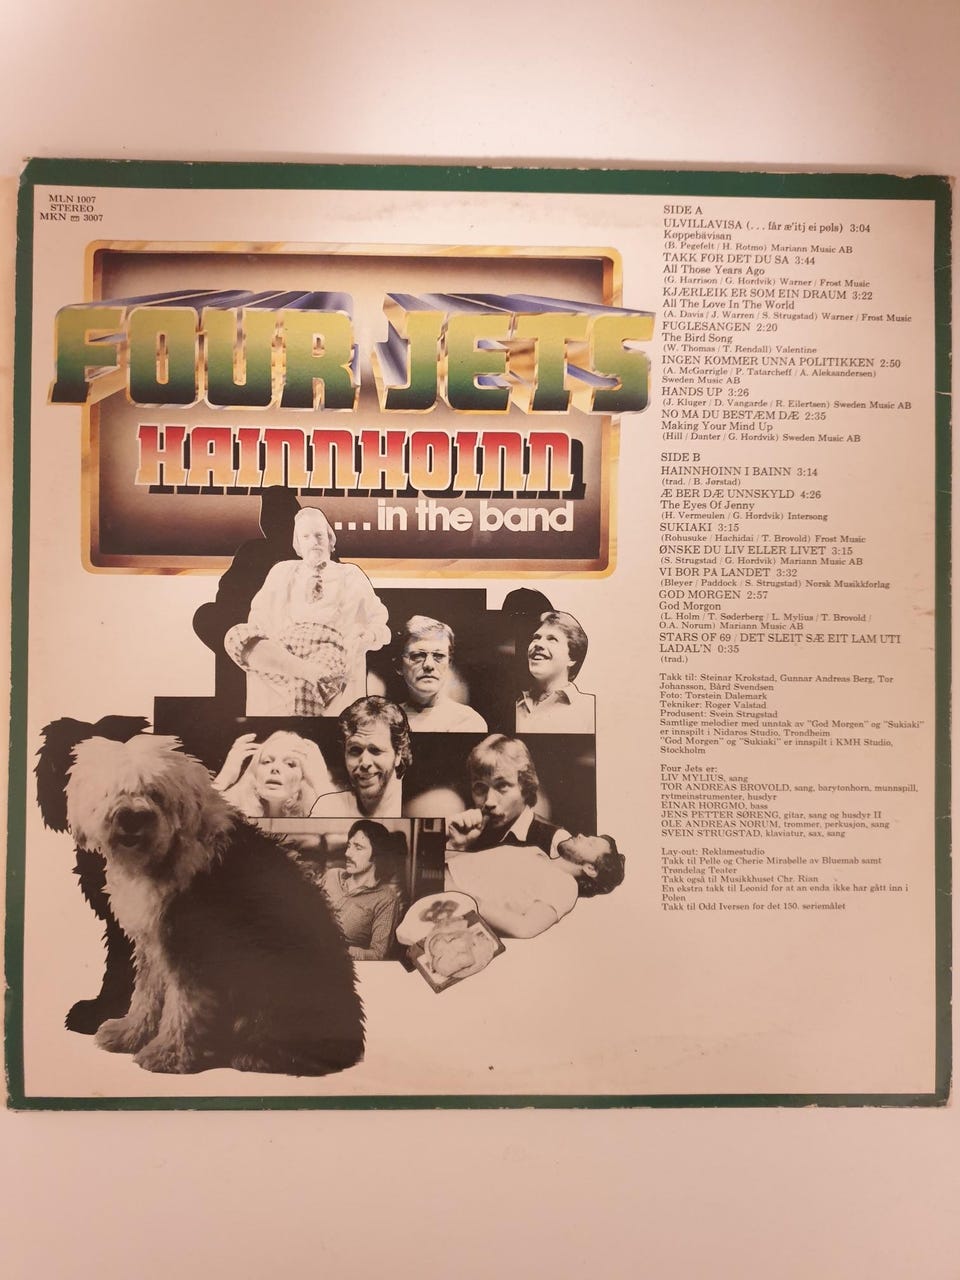 MLN 1007
STEREO
MKN 3007
FOUR JETS
HAINNHOINN
...in the band
SIDE A
ULVILLAVISA (. . . får æ'itj ei pøls) 3:04
Køppebävisan
(B. Pegefelt / H. Rotmo) Mariann Music AB
TAKK FOR DET DU SA 3:44
All Those Years Ago
(G. Harrison / G. Hordvik) Warner / Frost Music
KJÆRLEIK ER SOM EIN DRAUM 3:22
All The Love In The World
(A. Davis / J. Warren / S. Strugstad) Warner / Frost Music
FUGLESANGEN 2:20
The Bird Song
(W. Thomas / T. Rendall) Valentine
INGEN KOMMER UNNA POLITIKKEN 2:50
(A. McGarrigle / P. Tatarcheff / A. Aleksandersen)
Sweden Music AB
HANDS UP 3:26
(J. Kluger / D. Vangarde / R. Eilertsen) Sweden Music AB
NO MA DU BESTÆM DÆ 2:35
Making Your Mind Up
(Hill / Danter / G. Hordvik) Sweden Music AB
SIDE B
HAINNHOINN I BAINN 3:14
(trad. / B. Jørstad)
Æ BER DÆ UNNSKYLD 4:26
The Eyes Of Jenny
(H. Vermeulen / G. Hordvik) Intersong
SUKIAKI 3:15
(Rohusuke / Hachidai / T. Brovold) Frost Music
ØNSKE DU LIV ELLER LIVET 3:15
(S. Strugstad / G. Hordvik) Mariann Music AB
VI BOR PA LANDET 3:32
(Bleyer / Paddock / S. Strugstad) Norsk Musikkforlag
GOD MORGEN 2:57
God Morgon
(L. Holm / T. Søderberg / L. Mylius / T. Brovold /
O.A. Norum) Mariann Music AB
STARS OF 69 / DET SLEIT SÆ EIT LAM UTI
LADAL'N 0:35
(trad.)
Takk til: Steinar Krokstad, Gunnar Andreas Berg, Tor
Johansson, Bård Svendsen
Foto: Torstein Dalemark
Tekniker: Roger Valstad
Produsent: Svein Strugstad
Samtlige melodier med unntak av "God Morgen" og "Sukiaki"
er innspilt i Nidaros Studio, Trondheim
"God Morgen" og "Sukiaki" er innspilt i KMH Studio,
Stockholm
Four Jets er:
LIV MYLIUS, sang
TOR ANDREAS BROVOLD, sang, barytonhorn, munnspill,
rytmeinstrumenter, husdyr
EINAR HORGMO, bass
JENS PETTER SØRENG, gitar, sang og husdyr II
OLE ANDREAS NORUM, trommer, perkusjon, sang
SVEIN STRUGSTAD, klaviatur, sax, sang
Lay-out: Reklamestudio
Takk til Pelle og Cherie Mirabelle av Bluemab samt
Trøndelag Teater
Takk også til Musikkhuset Chr. Rian
En ekstra takk til Leonid for at an enda ikke har gått inn i
Polen
Takk til Odd Iversen for det 150. seriemålet